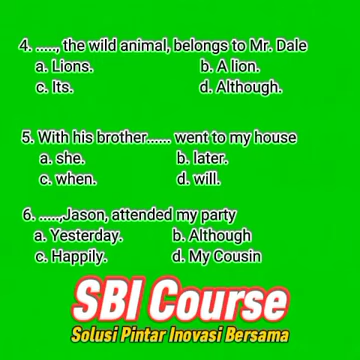 4. ....., the wild animal, belongs to Mr. Dale
a. Lions. b. A lion.
c. Its. d. Although.
5. With his brother...... went to my house
a. she. b. later.
c. when. d. will.
6. .....,Jason, attended my party
a. Yesterday. b. Although
c. Happily. d. My Cousin
SBI Course
Solusi Pintar Inovasi Bersama